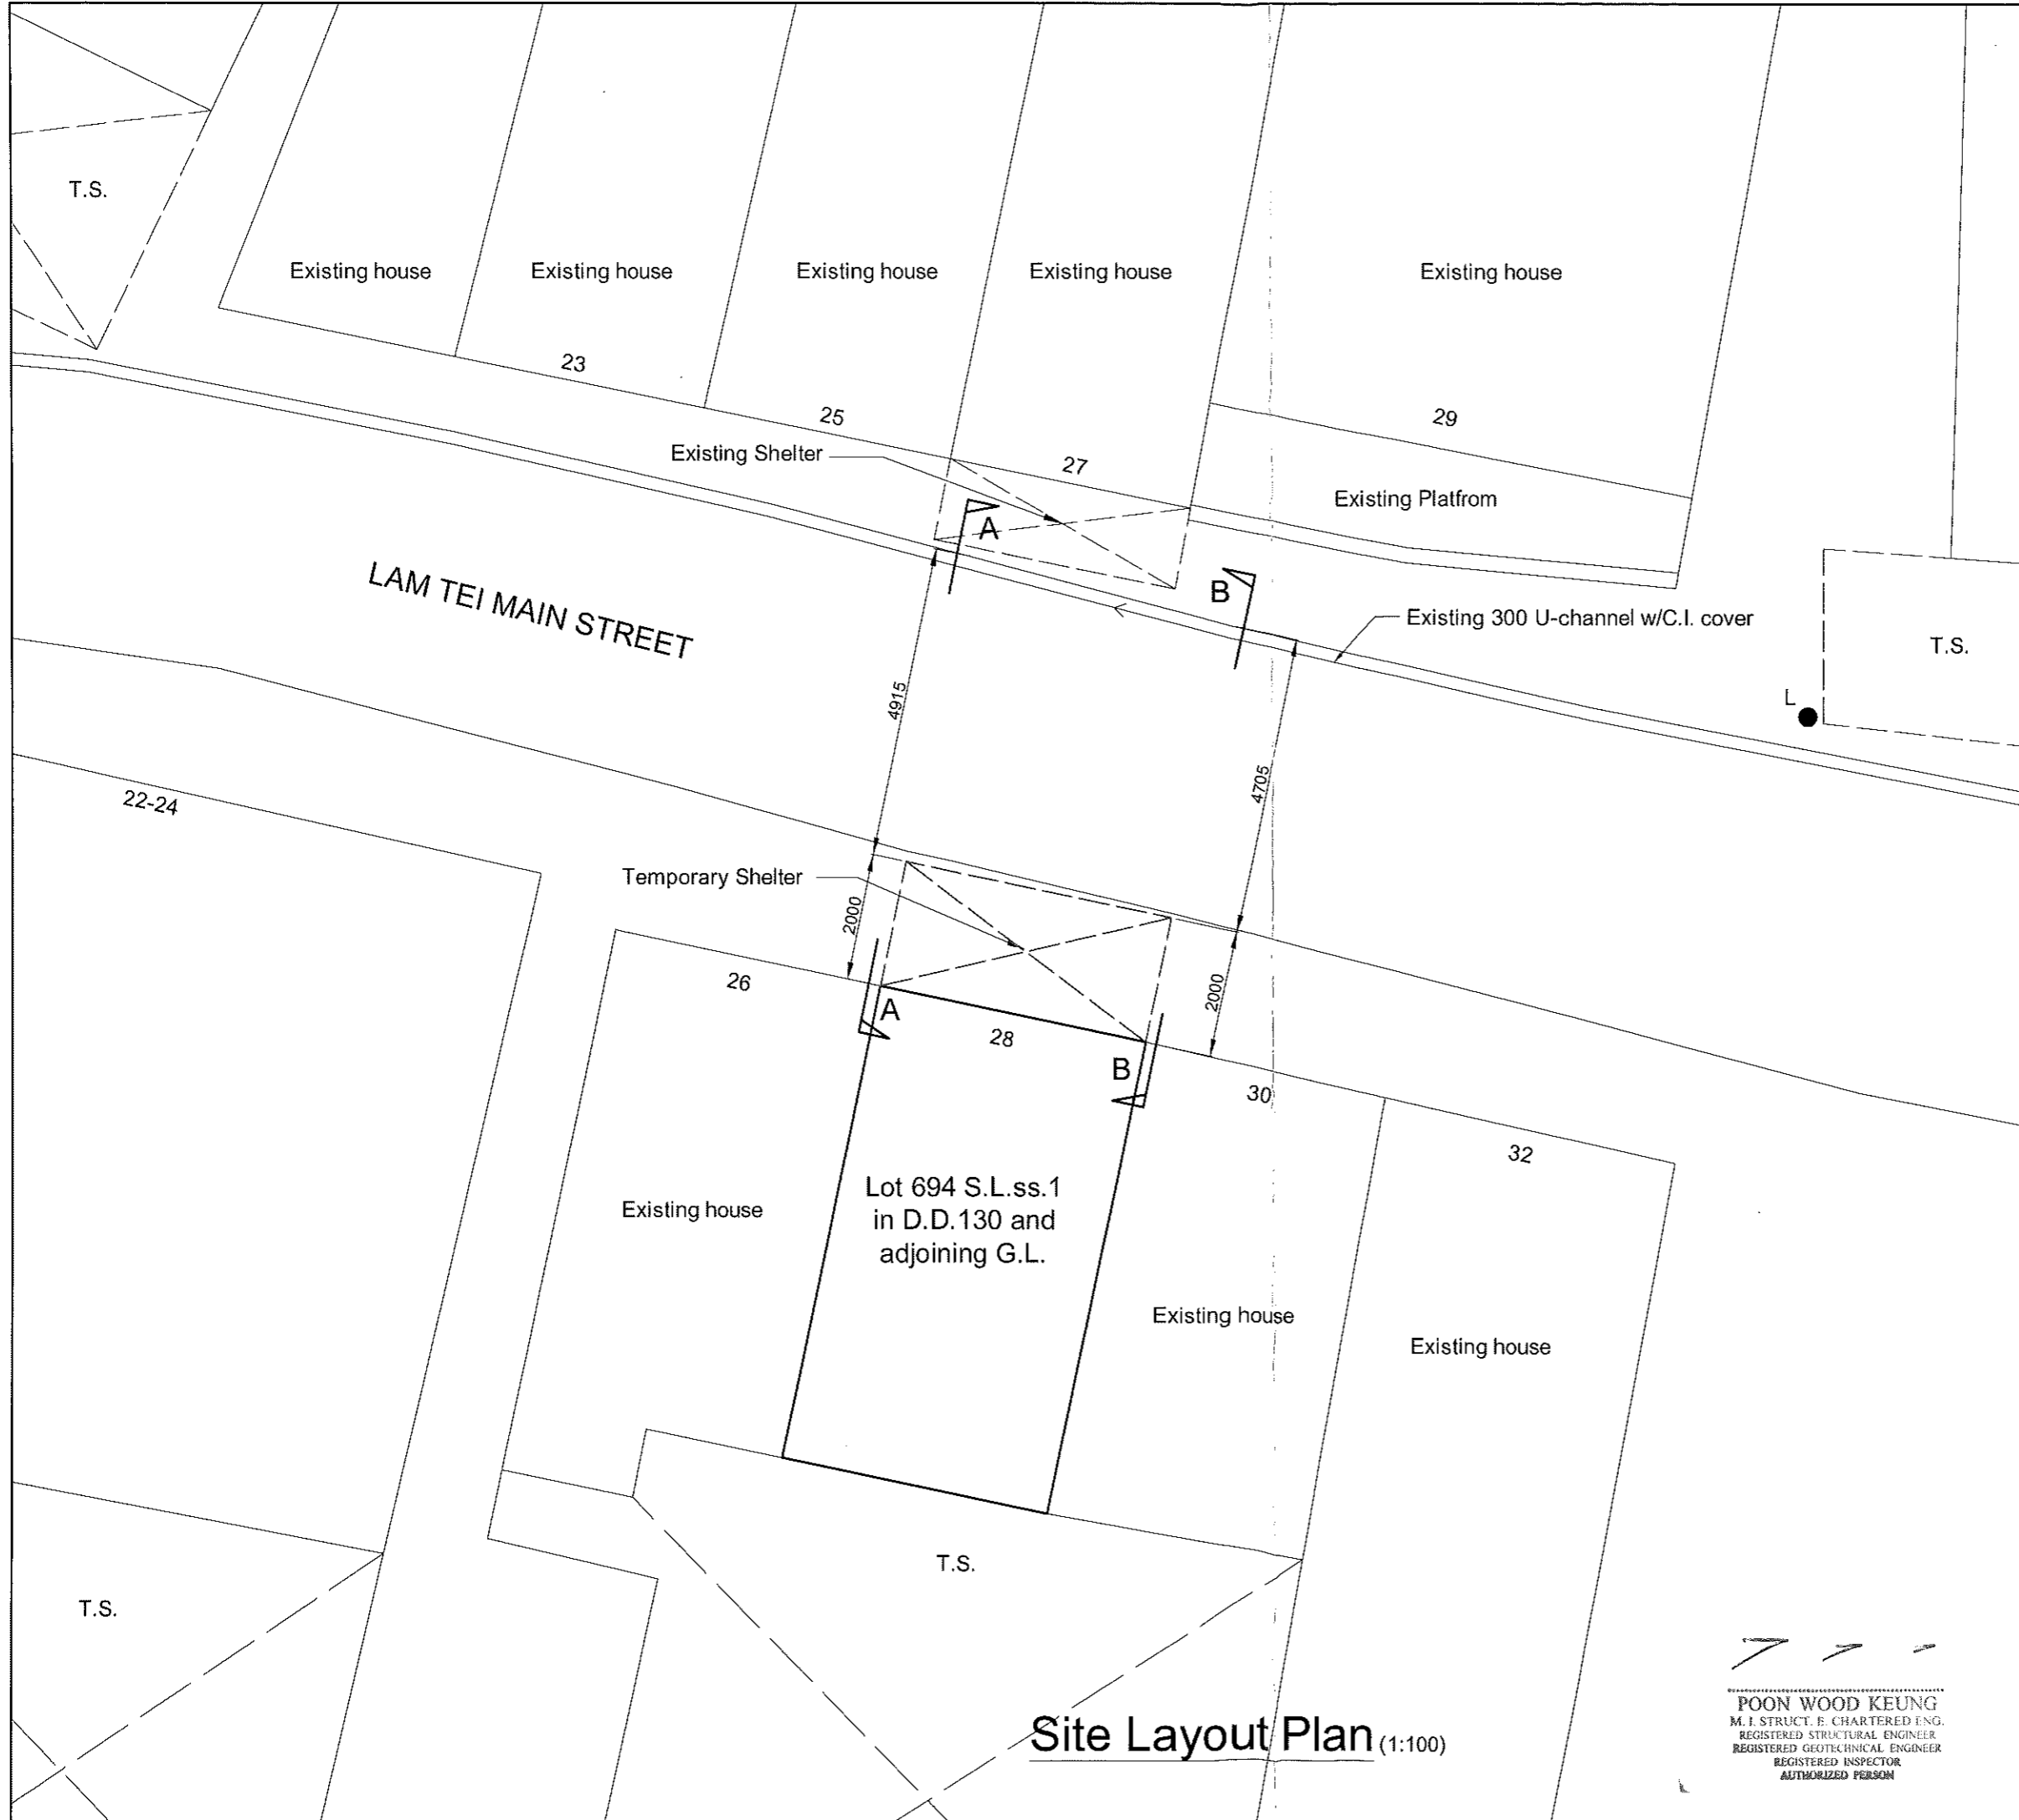 T.S.
Existing house
Existing house
Existing house
Existing house
Existing house
23
25
27
29
Existing Shelter
Existing Platfrom
A
B
LAM TEI MAIN STREET
Existing 300 U-channel w/C.I. cover
T.S.
L
4915
4705
22-24
Temporary Shelter
2000
2000
26
A
28
B
30
32
Lot 694 S.L.ss.1
in D.D.130 and
adjoining G.L.
Existing house
Existing house
Existing house
T.S.
T.S.
Site Layout Plan (1:100)
POON WOOD KEUNG
M. I. STRUCT. E. CHARTERED ENG.
REGISTERED STRUCTURAL ENGINEER
REGISTERED GEOTECHNICAL ENGINEER
REGISTERED INSPECTOR
AUTHORIZED PERSON